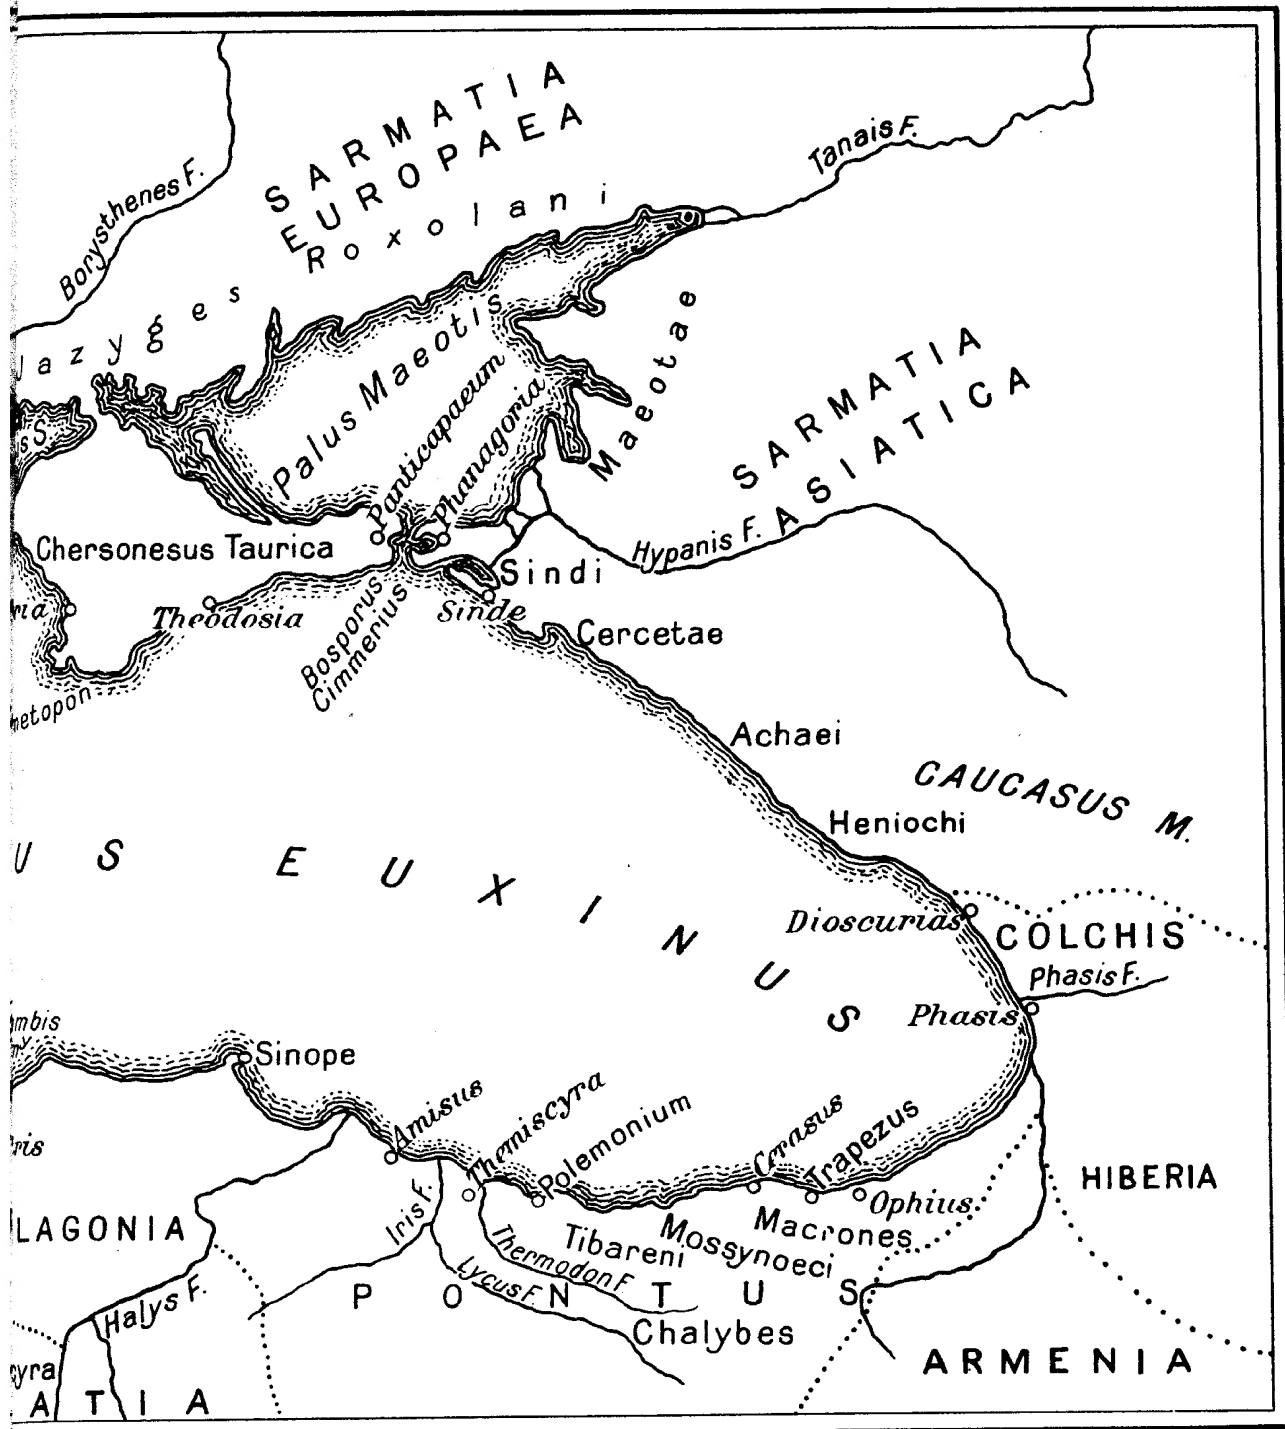 SARMATIA
EUROPAEA
Roxolani
Tanais F.
Borysthenes F.
Jazyges
Palus Maeotis
Panticapaeum
Phanagoria
Maeotae
SARMATIA
ASIATICA
Hypanis F.
Chersonesus Taurica
Sindi
Sinde
Theodosia
Bosporus
Cimmerius
Cercetae
Achaei
Heniochi
CAUCASUS M.
US EUXINUS
Dioscurias
COLCHIS
Phasis F.
Phasis
Sinope
Amisus
Themiscyra
Polemonium
Cerasus
Trapezus
Ophius
HIBERIA
LAGONIA
Iris F.
Thermodon F.
Lycus F.
Tibareni
Mossynoeci
Macrones
PONTUS
Halys F.
Chalybes
ARMENIA
ATIA